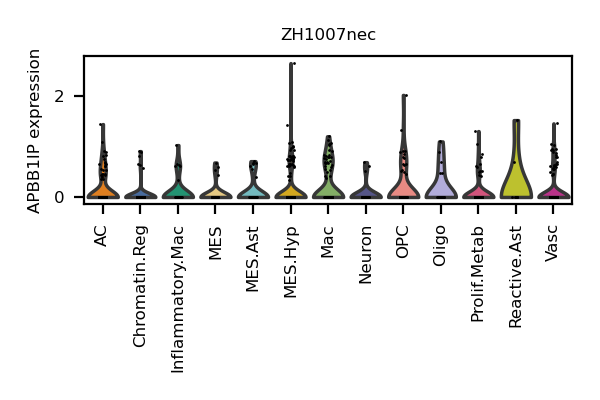 ZH1007nec
APBB1IP expression
2
0
AC
Chromatin.Reg
Inflammatory.Mac
MES
MES.Ast
MES.Hyp
Mac
Neuron
OPC
Oligo
Prolif.Metab
Reactive.Ast
Vasc